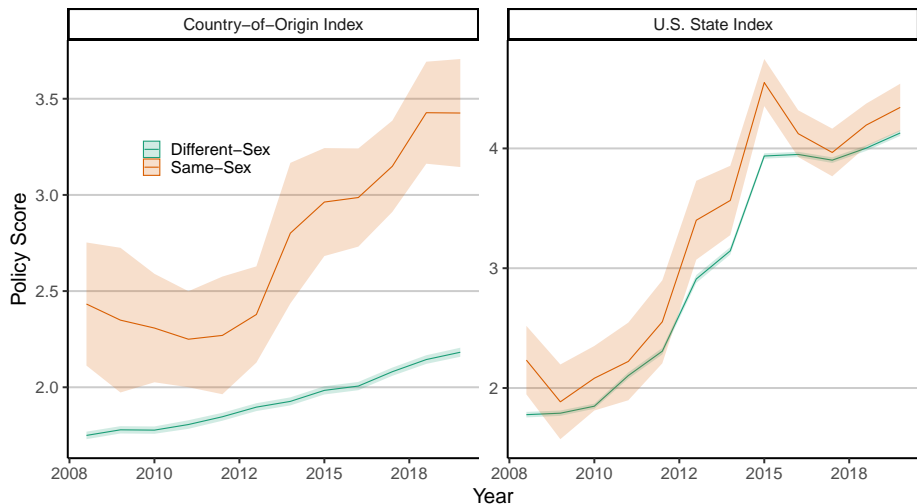 Country−of−Origin Index
U.S. State Index
Policy Score
3.5
3.0
2.5
2.0
Different−Sex
Same−Sex
4
3
2
2008
2010
2012
2015
2018
2008
2010
2012
2015
2018
Year